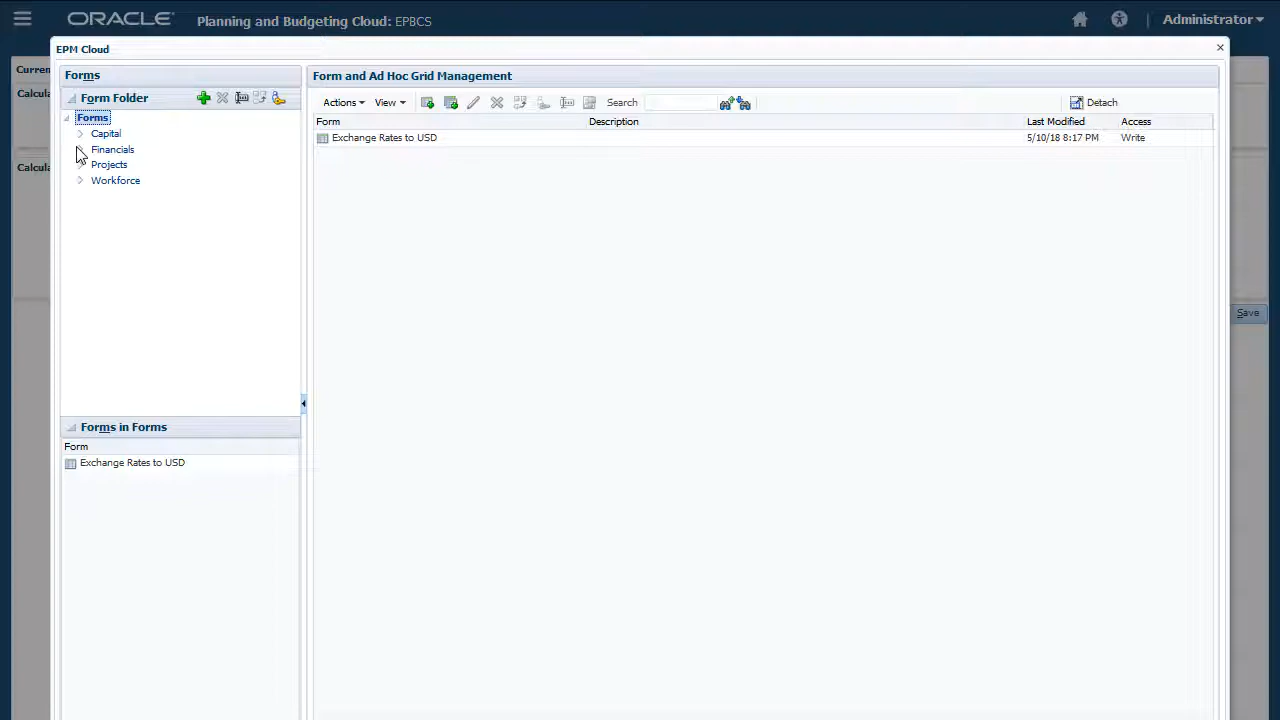 ORACLE Planning and Budgeting Cloud: EPBCS Administrator
EPM Cloud
Forms
Form and Ad Hoc Grid Management
Form Folder
Actions View Search Detach
Forms
Form Description Last Modified Access
Capital
Exchange Rates to USD 5/10/18 8:17 PM Write
Financials
Projects
Workforce
Calcula
Calcula
Save
Forms in Forms
Form
Exchange Rates to USD